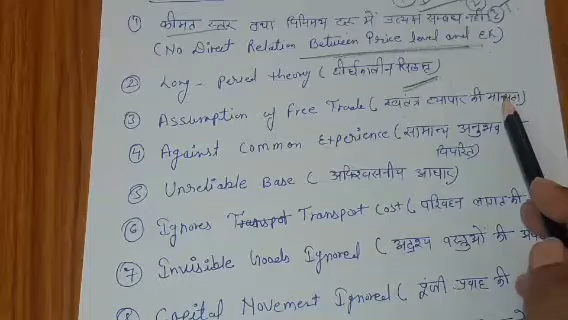 ① कीमत स्तर तथा विनिमय दर में प्रत्यक्ष सम्बन्ध नहीं है
(No Direct Relation Between Price level and ER)
② Long-Period theory (दीर्घकालीन सिद्धान्त)
③ Assumption of Free Trade (स्वतंत्र व्यापार की मान्यता)
④ Against Common Experience (सामान्य अनुभव
विपरित)
⑤ Unreliable Base (अविश्वसनीय आधार)
⑥ Ignores Transport Transport Cost (परिवहन लागत की
⑦ Invisible Goods Ignored (अदृश्य वस्तुओं की
⑧ Capital Movement Ignored (पूंजी प्रवाह की